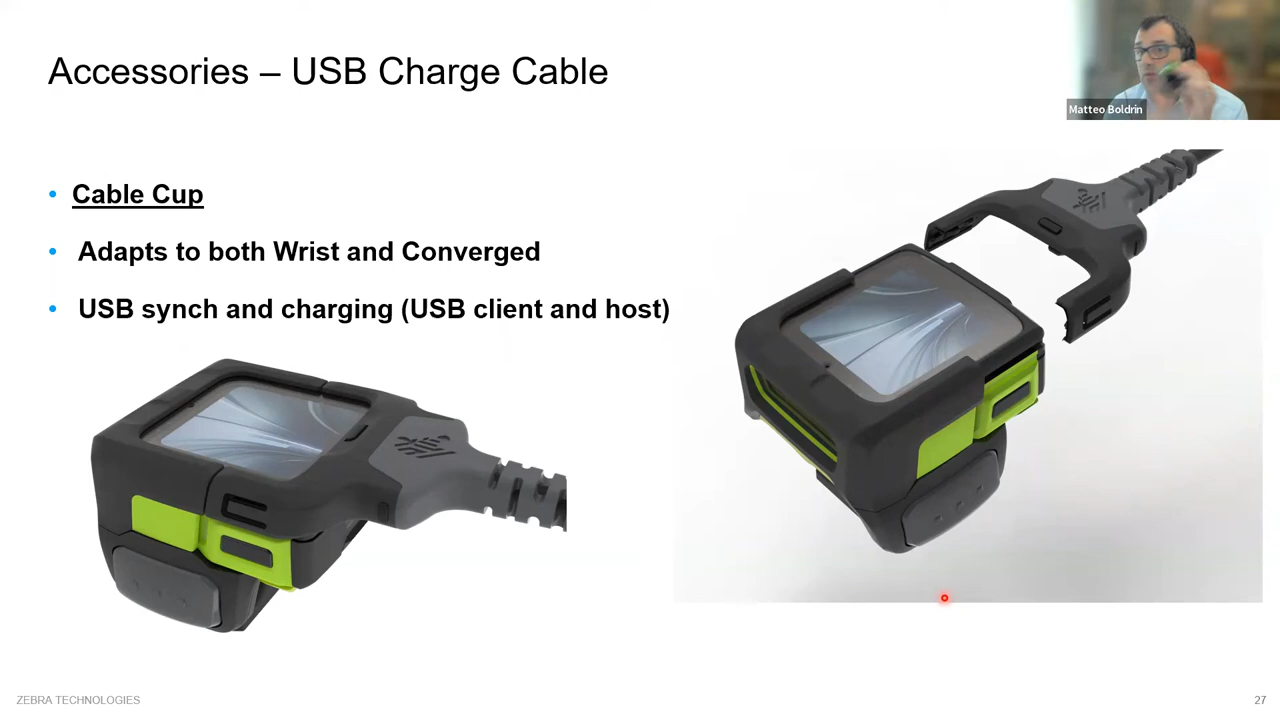 Accessories – USB Charge Cable
Matteo Boldrin
Cable Cup
Adapts to both Wrist and Converged
USB synch and charging (USB client and host)
ZEBRA TECHNOLOGIES
27